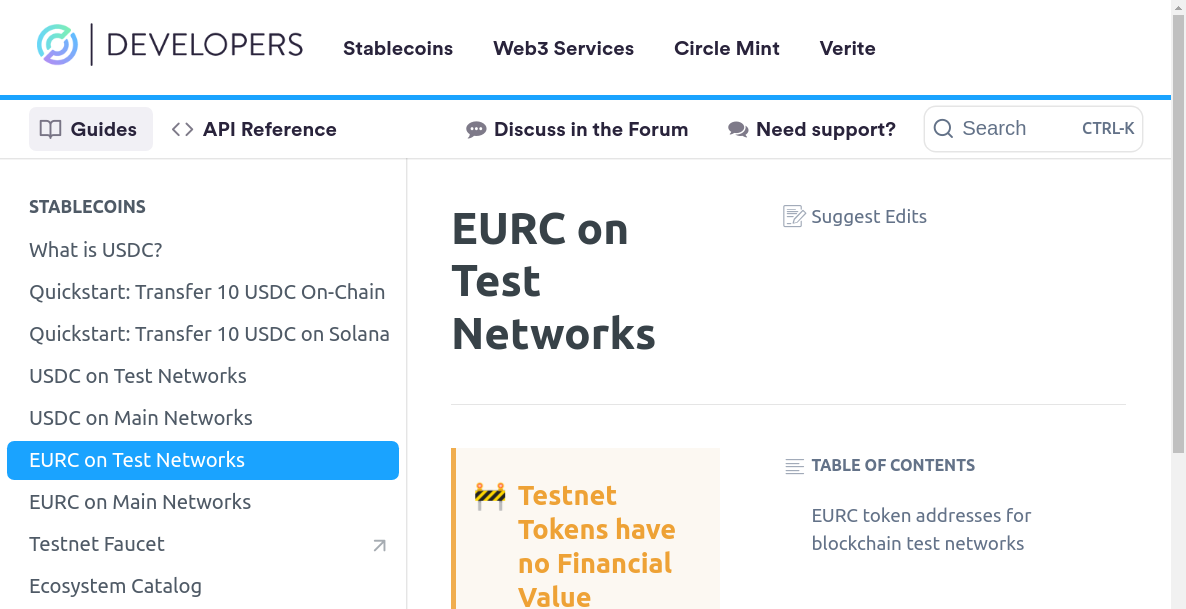 DEVELOPERS
Stablecoins
Web3 Services
Circle Mint
Verite
Guides
API Reference
Discuss in the Forum
Need support?
Search
CTRL-K
STABLECOINS
What is USDC?
Quickstart: Transfer 10 USDC On-Chain
Quickstart: Transfer 10 USDC on Solana
USDC on Test Networks
USDC on Main Networks
EURC on Test Networks
EURC on Main Networks
Testnet Faucet
Ecosystem Catalog
EURC on
Test
Networks
Suggest Edits
Testnet
Tokens have
no Financial
Value
TABLE OF CONTENTS
EURC token addresses for
blockchain test networks